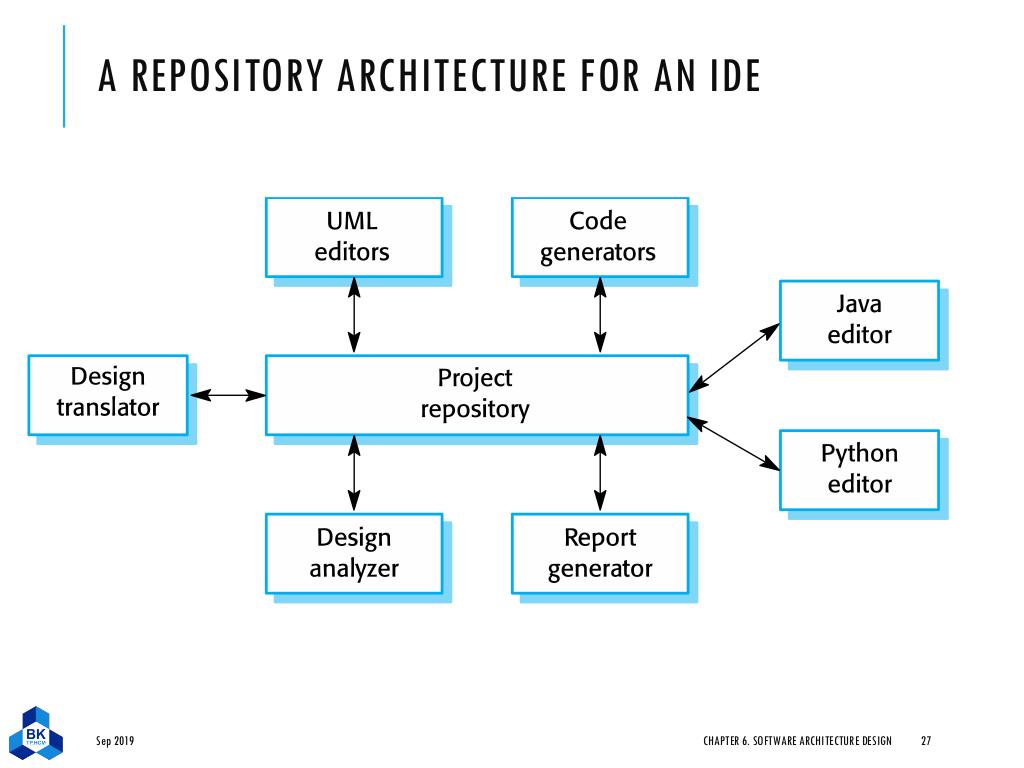 A REPOSITORY ARCHITECTURE FOR AN IDE
UML
editors
Code
generators
Java
editor
Design
translator
Project
repository
Python
editor
Design
analyzer
Report
generator
BK
TP.HCM
Sep 2019
CHAPTER 6. SOFTWARE ARCHITECTURE DESIGN
27